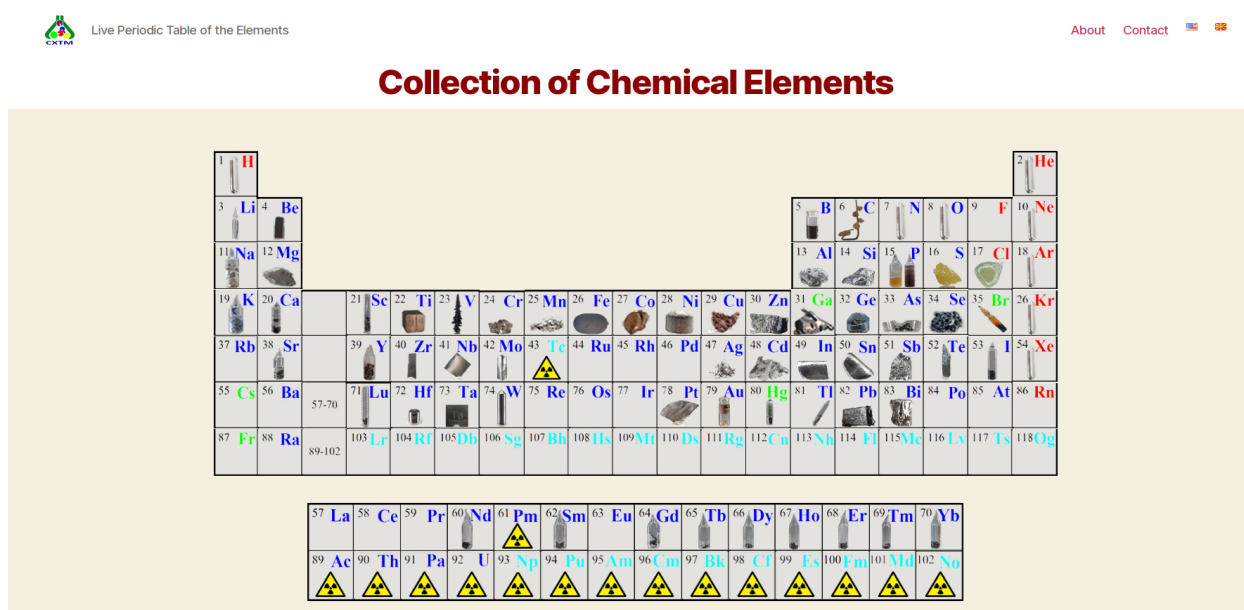 CXTM
Live Periodic Table of the Elements
About Contact
Collection of Chemical Elements
1 H 2 He
3 Li 4 Be 5 B 6 C 7 N 8 O 9 F 10 Ne
11 Na 12 Mg 13 Al 14 Si 15 P 16 S 17 Cl 18 Ar
19 K 20 Ca 21 Sc 22 Ti 23 V 24 Cr 25 Mn 26 Fe 27 Co 28 Ni 29 Cu 30 Zn 31 Ga 32 Ge 33 As 34 Se 35 Br 26 Kr
37 Rb 38 Sr 39 Y 40 Zr 41 Nb 42 Mo 43 Tc 44 Ru 45 Rh 46 Pd 47 Ag 48 Cd 49 In 50 Sn 51 Sb 52 Te 53 I 54 Xe
55 Cs 56 Ba 57-70 71 Lu 72 Hf 73 Ta 74 W 75 Re 76 Os 77 Ir 78 Pt 79 Au 80 Hg 81 Tl 82 Pb 83 Bi 84 Po 85 At 86 Rn
87 Fr 88 Ra 89-102 103 Lr 104 Rf 105 Db 106 Sg 107 Bh 108 Hs 109 Mt 110 Ds 111 Rg 112 Cn 113 Nh 114 Fl 115 Mc 116 Lv 117 Ts 118 Og
57 La 58 Ce 59 Pr 60 Nd 61 Pm 62 Sm 63 Eu 64 Gd 65 Tb 66 Dy 67 Ho 68 Er 69 Tm 70 Yb
89 Ac 90 Th 91 Pa 92 U 93 Np 94 Pu 95 Am 96 Cm 97 Bk 98 Cf 99 Es 100 Fm 101 Md 102 No